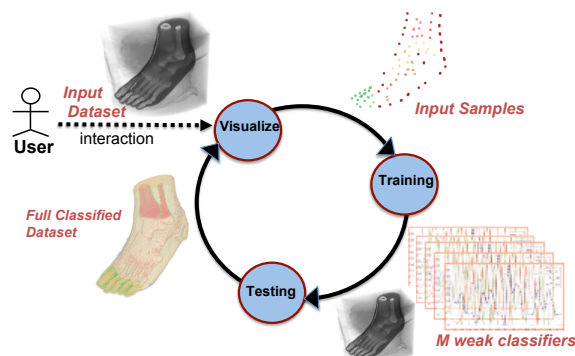 Input
Dataset
User
interaction
Visualize
Input Samples
Training
Full Classified
Dataset
Testing
M weak classifiers